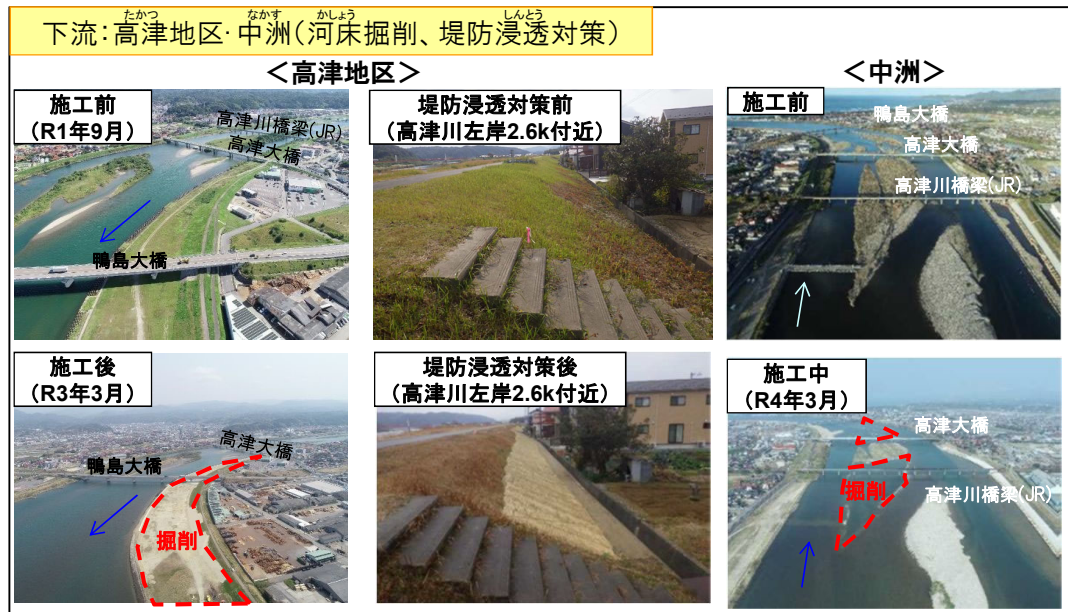 たかつ なかす かしょう しんとう
下流：高津地区・中洲（河床掘削、堤防浸透対策）
＜高津地区＞
＜中洲＞
施工前
（R1年9月）
高津川橋梁(JR)
高津大橋
鴨島大橋
堤防浸透対策前
（高津川左岸2.6k付近）
施工前
鴨島大橋
高津大橋
高津川橋梁(JR)
施工後
（R3年3月）
高津大橋
鴨島大橋
掘削
堤防浸透対策後
（高津川左岸2.6k付近）
施工中
（R4年3月）
高津大橋
掘削
高津川橋梁(JR)